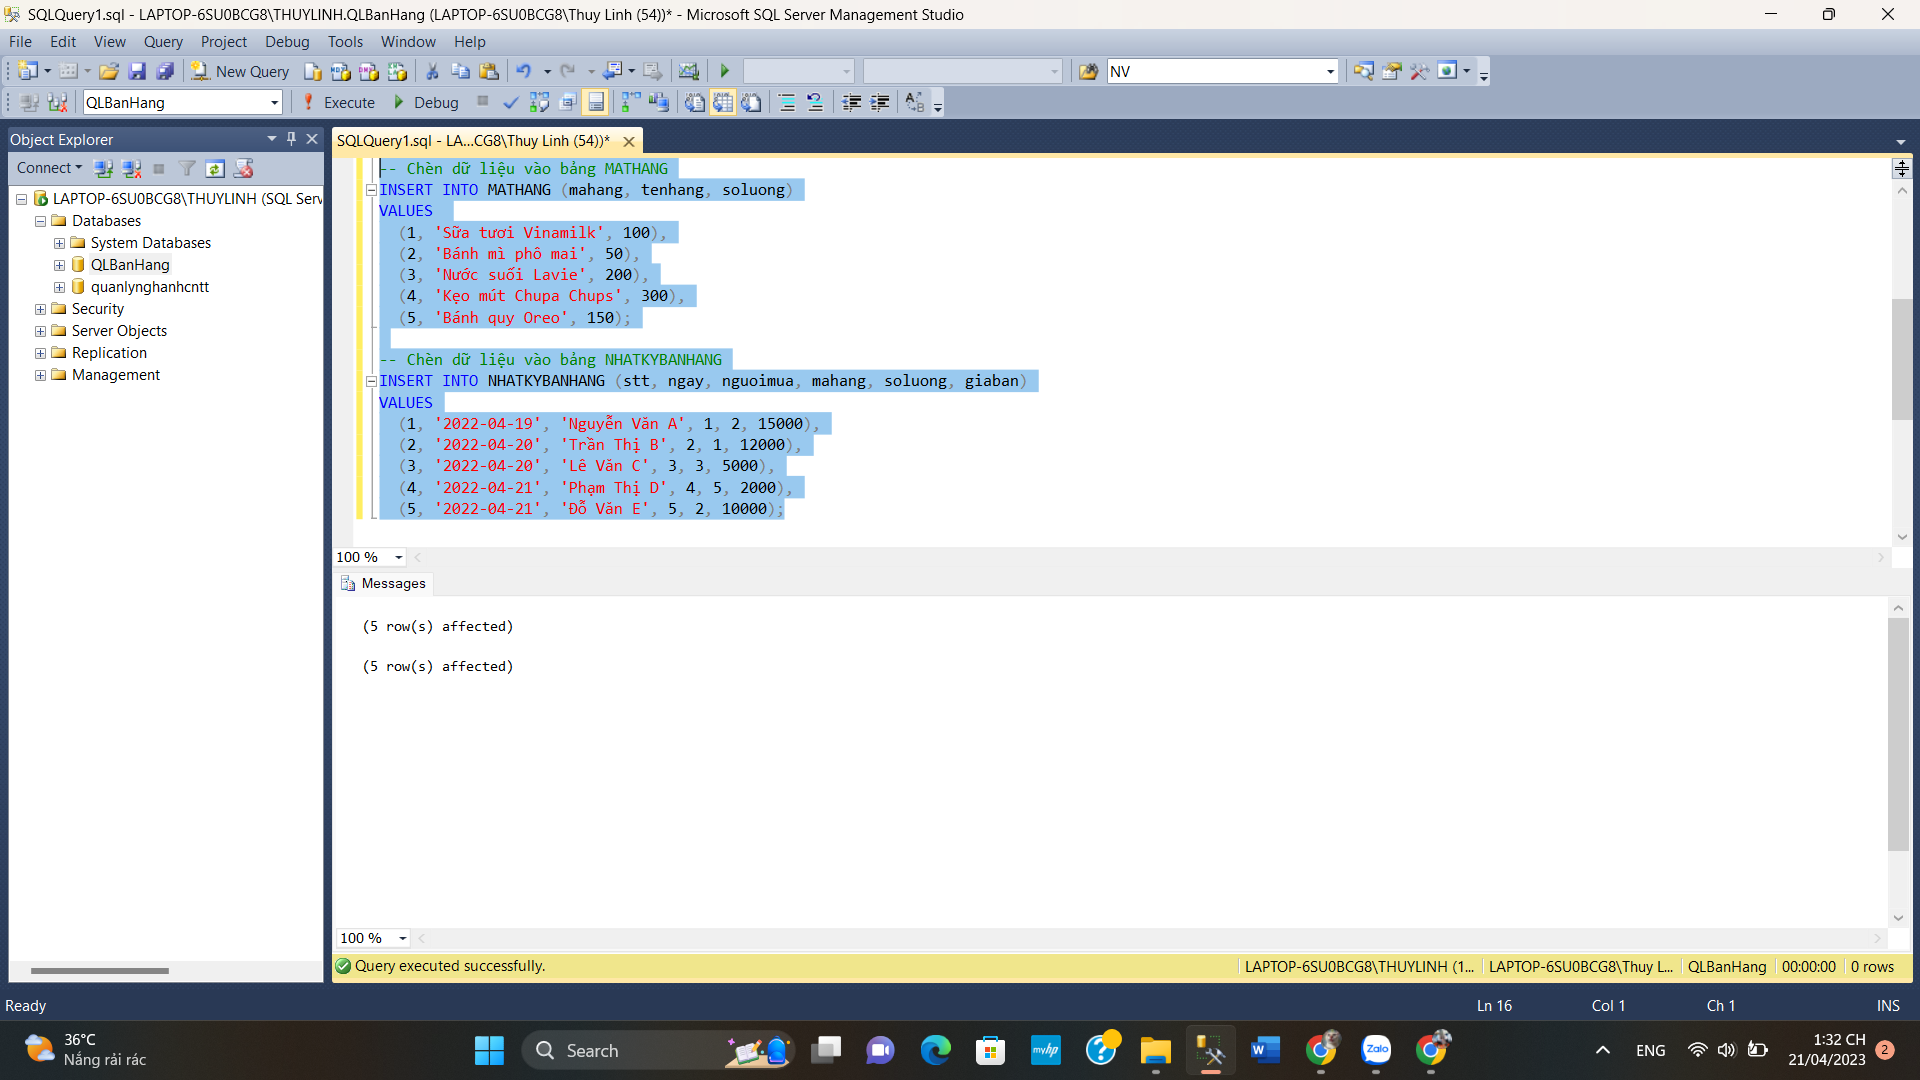 SQLQuery1.sql - LAPTOP-6SU0BCG8\THUYLINH.QLBanHang (LAPTOP-6SU0BCG8\Thuy Linh (54))* - Microsoft SQL Server Management Studio
File Edit View Query Project Debug Tools Window Help
New Query NV
QLBanHang Execute Debug
Object Explorer
Connect
LAPTOP-6SU0BCG8\THUYLINH (SQL Serv
Databases
System Databases
QLBanHang
quanlynghanhcntt
Security
Server Objects
Replication
Management
SQLQuery1.sql - LA...CG8\Thuy Linh (54))*
-- Chèn dữ liệu vào bảng MATHANG
INSERT INTO MATHANG (mahang, tenhang, soluong)
VALUES
(1, 'Sữa tươi Vinamilk', 100),
(2, 'Bánh mì phô mai', 50),
(3, 'Nước suối Lavie', 200),
(4, 'Kẹo mút Chupa Chups', 300),
(5, 'Bánh quy Oreo', 150);
-- Chèn dữ liệu vào bảng NHATKYBANHANG
INSERT INTO NHATKYBANHANG (stt, ngay, nguoimua, mahang, soluong, giaban)
VALUES
(1, '2022-04-19', 'Nguyễn Văn A', 1, 2, 15000),
(2, '2022-04-20', 'Trần Thị B', 2, 1, 12000),
(3, '2022-04-20', 'Lê Văn C', 3, 3, 5000),
(4, '2022-04-21', 'Phạm Thị D', 4, 5, 2000),
(5, '2022-04-21', 'Đỗ Văn E', 5, 2, 10000);
100 %
Messages
(5 row(s) affected)
(5 row(s) affected)
100 %
Query executed successfully. LAPTOP-6SU0BCG8\THUYLINH (1... LAPTOP-6SU0BCG8\Thuy L... QLBanHang 00:00:00 0 rows
Ready Ln 16 Col 1 Ch 1 INS
36°C
Nắng rải rác
Search
myhp
Zalo
ENG
1:32 CH
21/04/2023
2